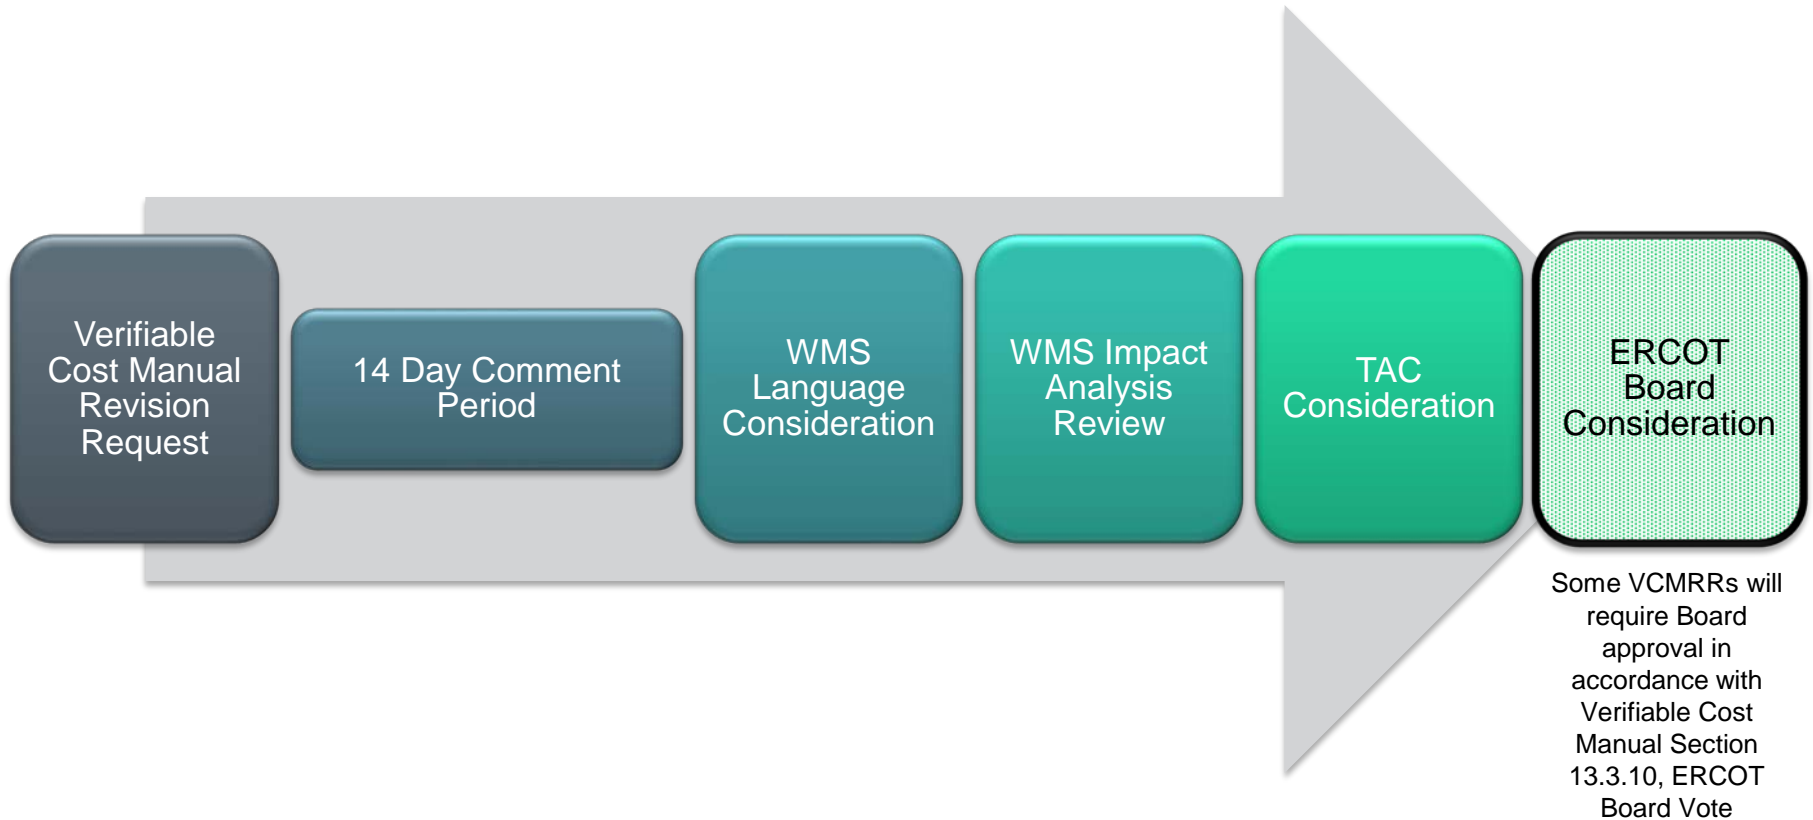 Verifiable
Cost Manual
Revision
Request
14 Day Comment
Period
WMS
Language
Consideration
WMS Impact
Analysis
Review
TAC
Consideration
ERCOT
Board
Consideration
Some VCMRRs will
require Board
approval in
accordance with
Verifiable Cost
Manual Section
13.3.10, ERCOT
Board Vote